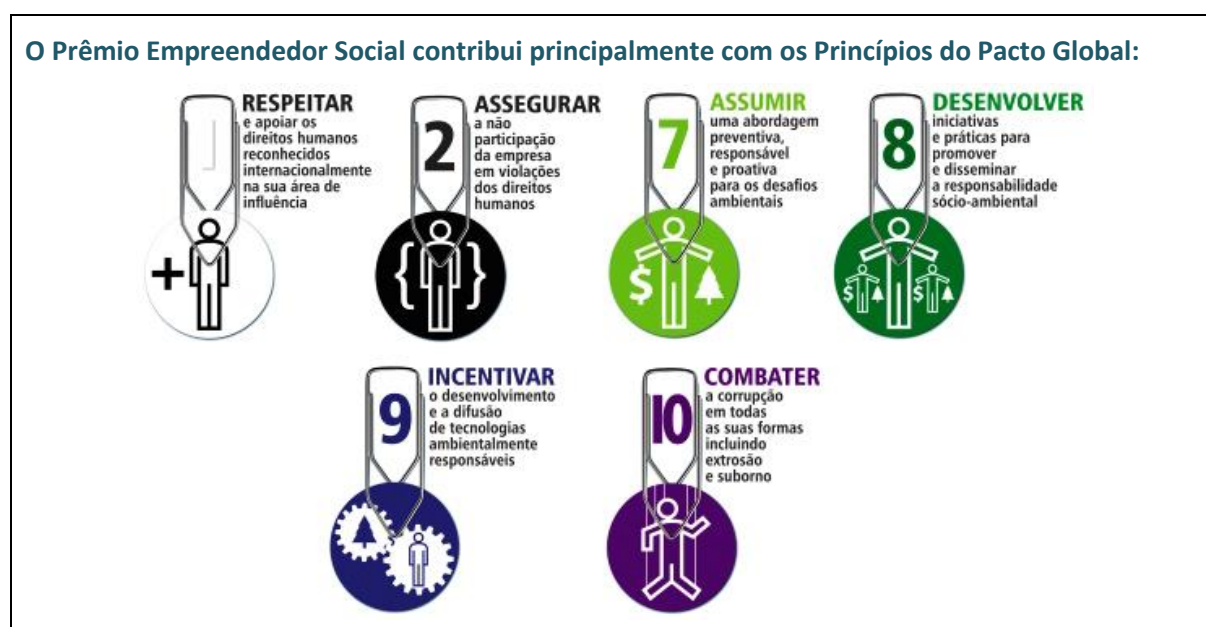 O Prêmio Empreendedor Social contribui principalmente com os Princípios do Pacto Global:
RESPEITAR
e apoiar os
direitos humanos
reconhecidos
internacionalmente
na sua área de
influência
2
ASSEGURAR
a não
participação
da empresa
em violações
dos direitos
humanos
7
ASSUMIR
uma abordagem
preventiva,
responsável
e proativa
para os desafios
ambientais
8
DESENVOLVER
iniciativas
e práticas para
promover
e disseminar
a responsabilidade
sócio-ambiental
9
INCENTIVAR
o desenvolvimento
e a difusão
de tecnologias
ambientalmente
responsáveis
10
COMBATER
a corrupção
em todas
as suas formas
incluindo
extrosão
e suborno